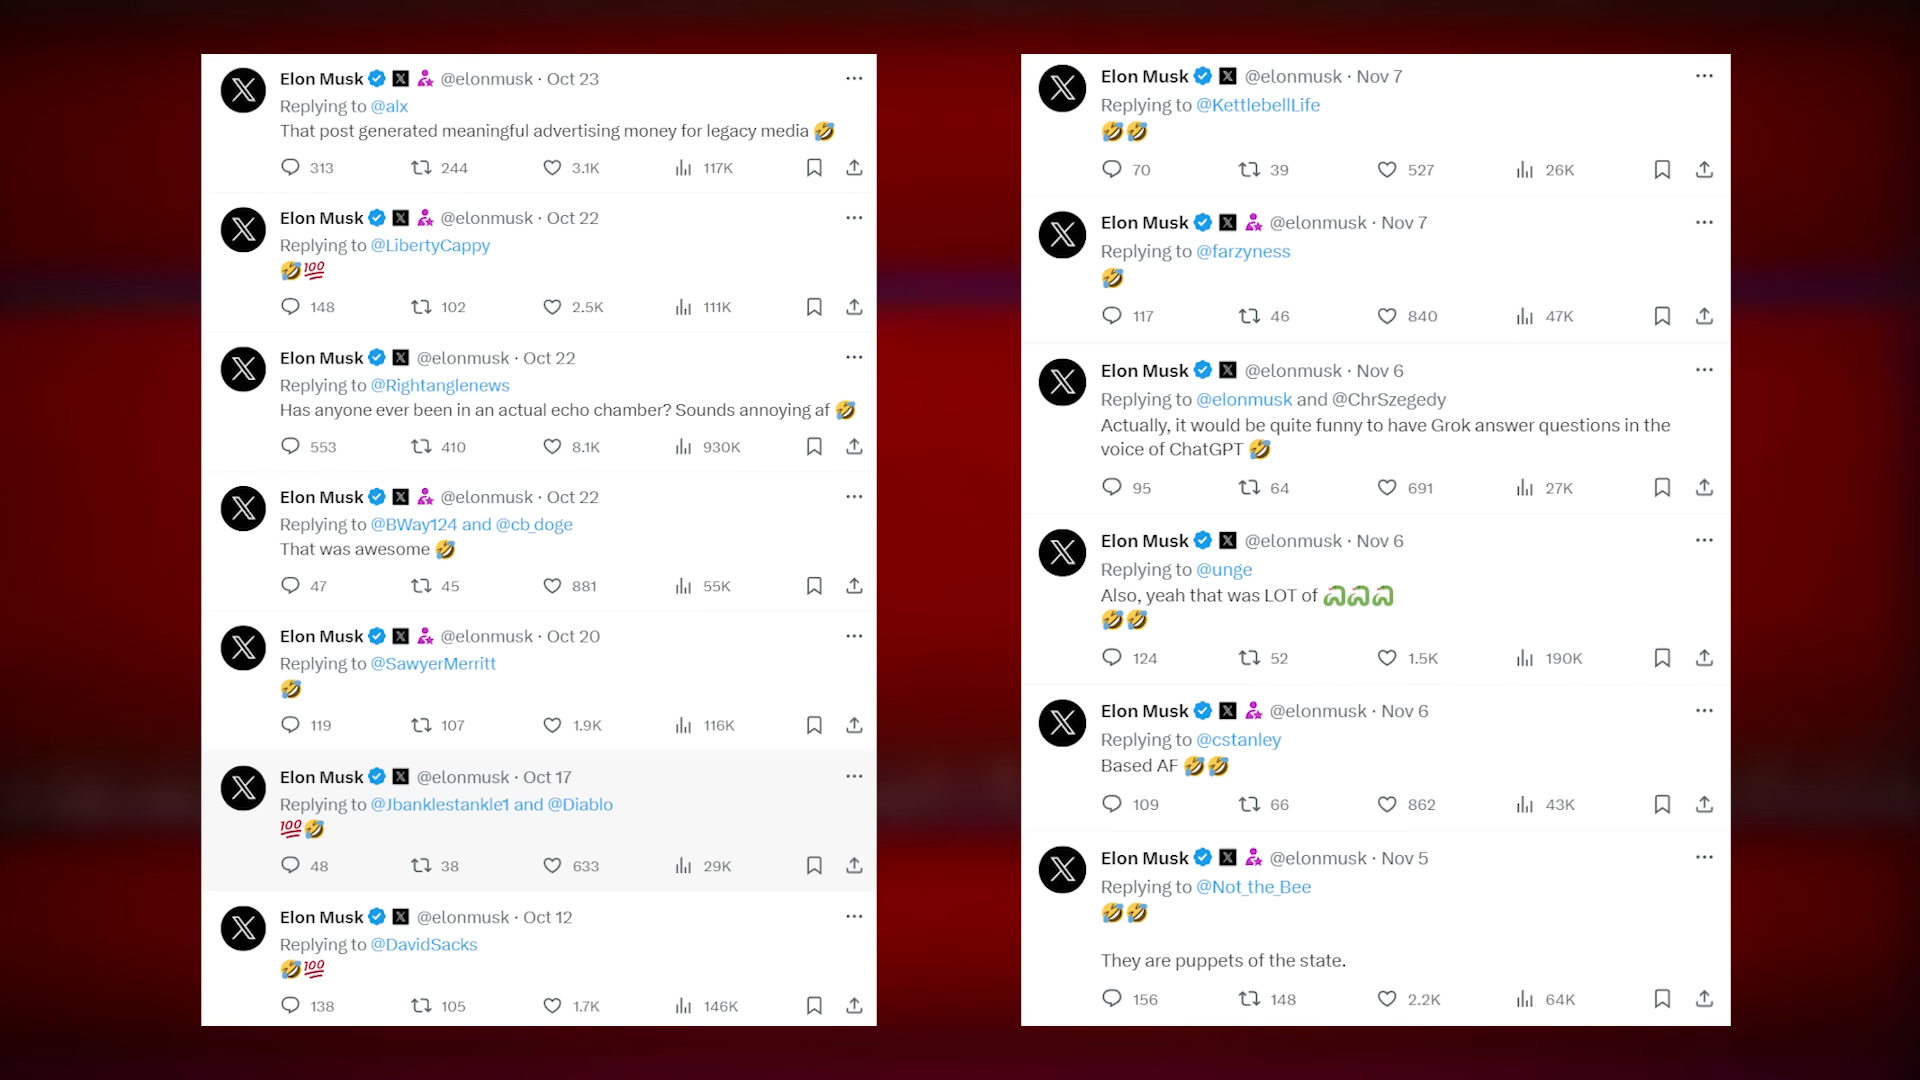 Elon Musk @elonmusk · Oct 23
Replying to @alx
That post generated meaningful advertising money for legacy media 🤣
313 244 3.1K 117K
Elon Musk @elonmusk · Oct 22
Replying to @LibertyCappy
🤣💯
148 102 2.5K 111K
Elon Musk @elonmusk · Oct 22
Replying to @Rightanglenews
Has anyone ever been in an actual echo chamber? Sounds annoying af 🤣
553 410 8.1K 930K
Elon Musk @elonmusk · Oct 22
Replying to @BWay124 and @cb_doge
That was awesome 🤣
47 45 881 55K
Elon Musk @elonmusk · Oct 20
Replying to @SawyerMerritt
🤣
119 107 1.9K 116K
Elon Musk @elonmusk · Oct 17
Replying to @Jbanklestankle1 and @Diablo
💯🤣
48 38 633 29K
Elon Musk @elonmusk · Oct 12
Replying to @DavidSacks
🤣💯
138 105 1.7K 146K
Elon Musk @elonmusk · Nov 7
Replying to @KettlebellLife
🤣🤣
70 39 527 26K
Elon Musk @elonmusk · Nov 7
Replying to @farzyness
🤣
117 46 840 47K
Elon Musk @elonmusk · Nov 6
Replying to @elonmusk and @ChrSzegedy
Actually, it would be quite funny to have Grok answer questions in the
voice of ChatGPT 🤣
95 64 691 27K
Elon Musk @elonmusk · Nov 6
Replying to @unge
Also, yeah that was LOT of 🐍🐍🐍
🤣🤣
124 52 1.5K 190K
Elon Musk @elonmusk · Nov 6
Replying to @cstanley
Based AF 🤣🤣
109 66 862 43K
Elon Musk @elonmusk · Nov 5
Replying to @Not_the_Bee
🤣🤣
They are puppets of the state.
156 148 2.2K 64K